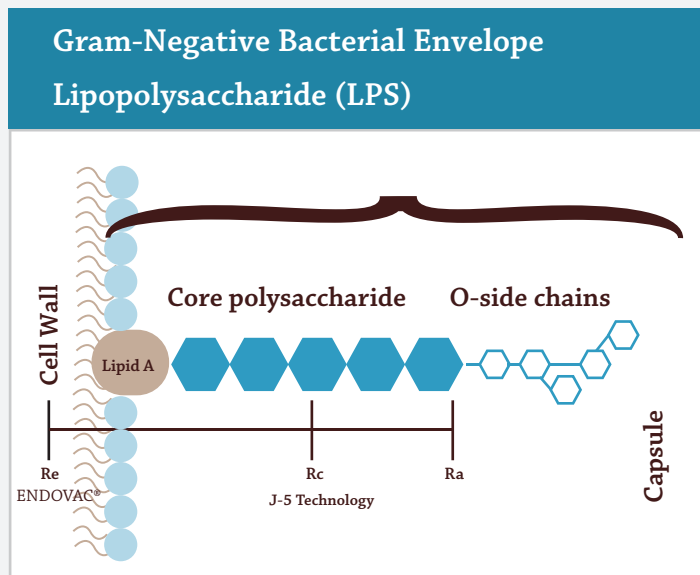 Gram-Negative Bacterial Envelope
Lipopolysaccharide (LPS)
Core polysaccharide
O-side chains
Cell Wall
Lipid A
Capsule
Re
Rc
Ra
ENDOVAC®
J-5 Technology